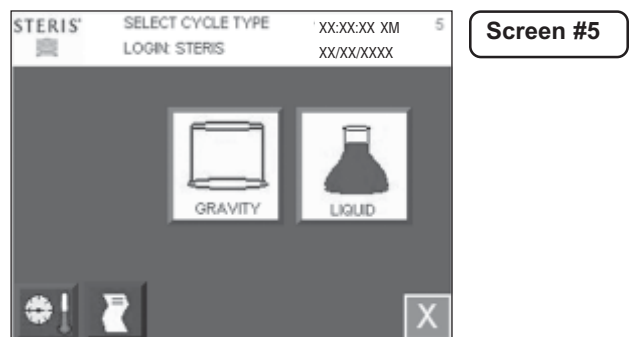 STERIS' SELECT CYCLE TYPE XX:XX:XX XM 5
LOGIN: STERIS XX/XX/XXXX
Screen #5
GRAVITY LIQUID
X